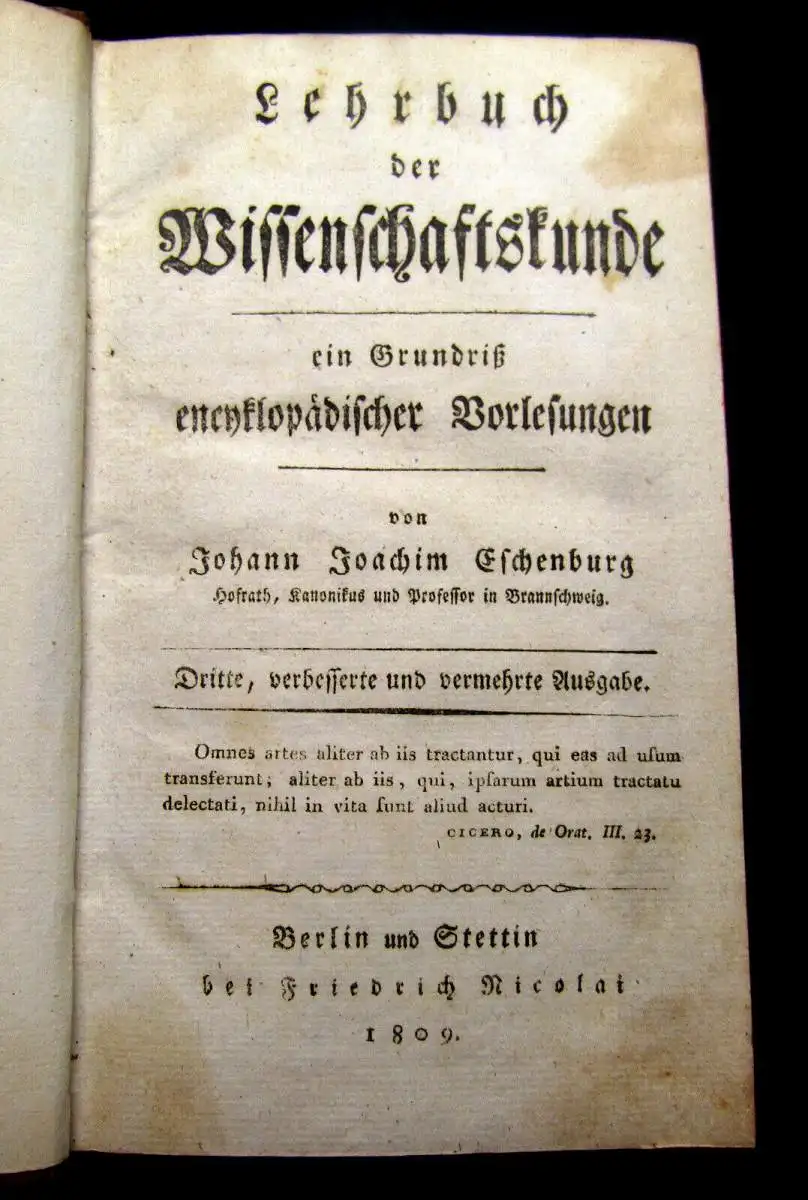 Lehrbuch
der
Wiſſenſchaftskunde
ein Grundriß
encyklopädiſcher Vorleſungen
von
Johann Joachim Eſchenburg
Hofrath, Kanonikus und Profeſſor in Braunſchweig.
Dritte, verbeſſerte und vermehrte Ausgabe.
Omnes artes aliter ab iis tractantur, qui eas ad uſum
transferunt; aliter ab iis, qui, ipſarum artium tractatu
delectati, nihil in vita ſunt aliud acturi.
CICERO, de Orat. III. 23.
Berlin und Stettin
bei Friedrich Nicolai
1809.